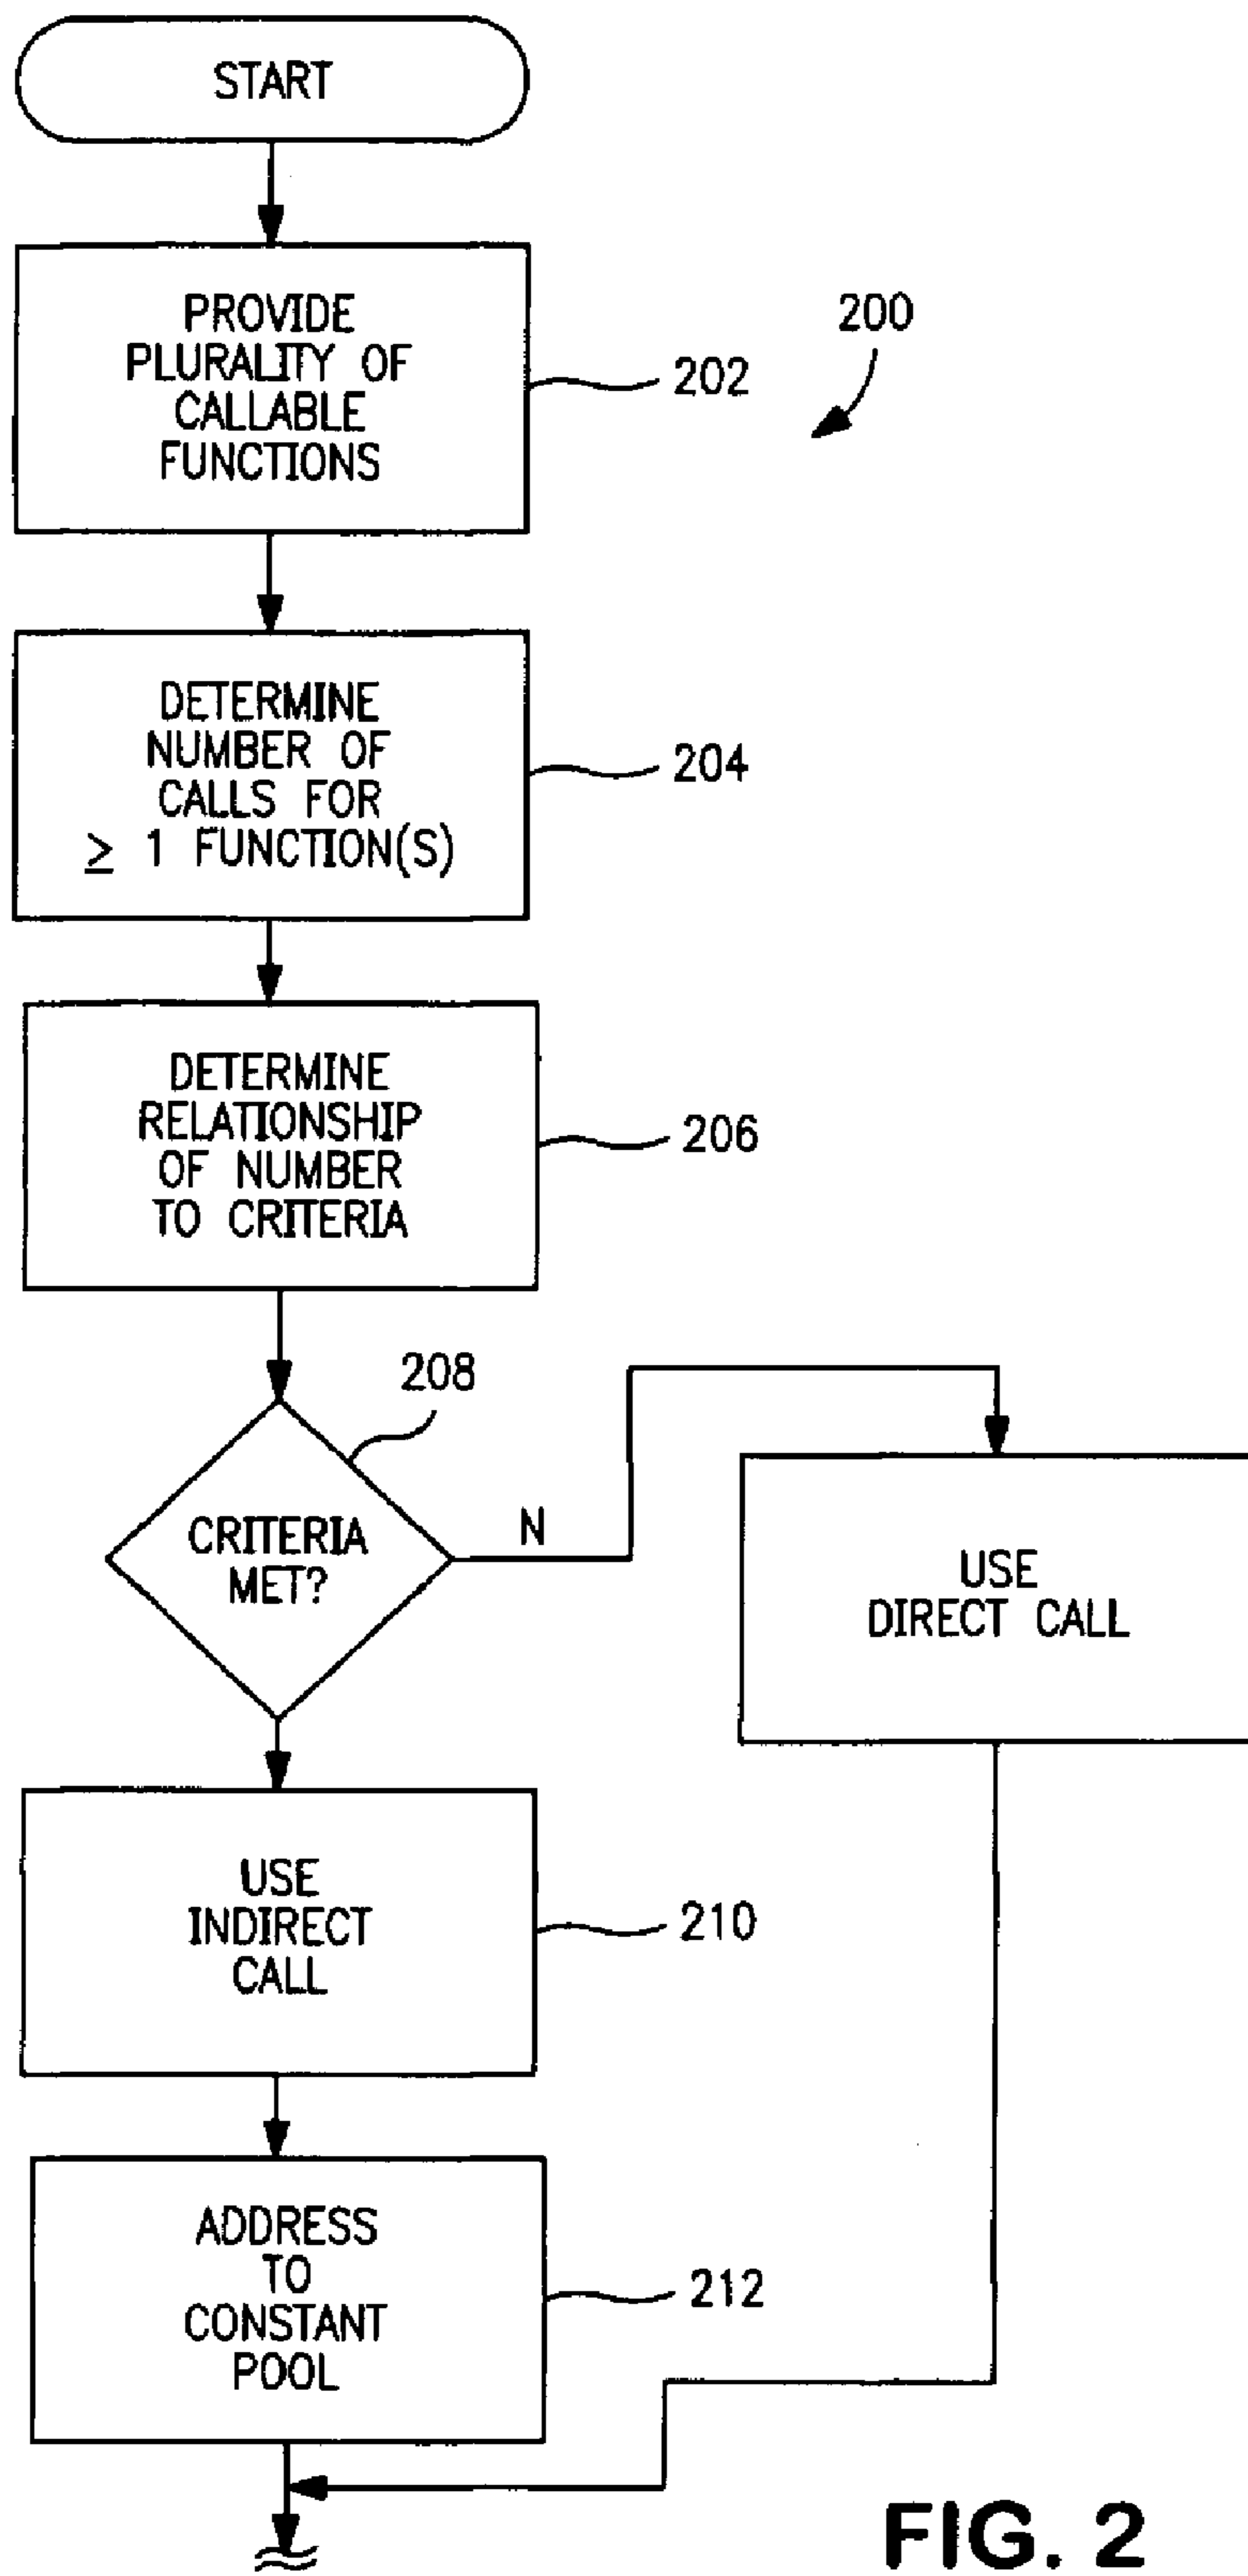 START
PROVIDE
PLURALITY OF
CALLABLE
FUNCTIONS
202
200
DETERMINE
NUMBER OF
CALLS FOR
≥ 1 FUNCTION(S)
204
DETERMINE
RELATIONSHIP
OF NUMBER
TO CRITERIA
206
208
CRITERIA
MET?
N
USE
DIRECT CALL
USE
INDIRECT
CALL
210
ADDRESS
TO
CONSTANT
POOL
212
FIG. 2